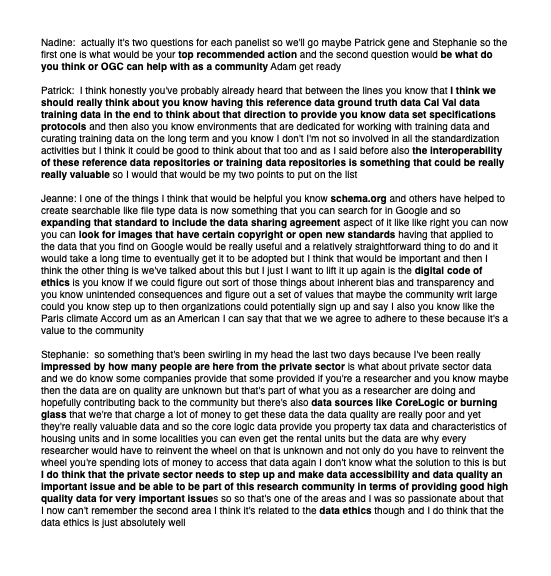 Nadine:  actually it's two questions for each panelist so we'll go maybe Patrick gene and Stephanie so the
first one is what would be your top recommended action and the second question would be what do
you think or OGC can help with as a community Adam get ready
Patrick:  I think honestly you've probably already heard that between the lines you know that I think we
should really think about you know having this reference data ground truth data Cal Val data
training data in the end to think about that direction to provide you know data set specifications
protocols and then also you know environments that are dedicated for working with training data and
curating training data on the long term and you know I don't I'm not so involved in all the standardization
activities but I think it could be good to think about that too and as I said before also the interoperability
of these reference data repositories or training data repositories is something that could be really
really valuable so I would that would be my two points to put on the list
Jeanne: I one of the things I think that would be helpful you know schema.org and others have helped to
create searchable like file type data is now something that you can search for in Google and so
expanding that standard to include the data sharing agreement aspect of it like like right you can now
you can look for images that have certain copyright or open new standards having that applied to
the data that you find on Google would be really useful and a relatively straightforward thing to do and it
would take a long time to eventually get it to be adopted but I think that would be important and then I
think the other thing is we've talked about this but I just I want to lift it up again is the digital code of
ethics is you know if we could figure out sort of those things about inherent bias and transparency and
you know unintended consequences and figure out a set of values that maybe the community writ large
could you know step up to then organizations could potentially sign up and say I also you know like the
Paris climate Accord um as an American I can say that that we we agree to adhere to these because it's a
value to the community
Stephanie:  so something that's been swirling in my head the last two days because I've been really
impressed by how many people are here from the private sector is what about private sector data
and we do know some companies provide that some provided if you're a researcher and you know maybe
then the data are on quality are unknown but that's part of what you as a researcher are doing and
hopefully contributing back to the community but there's also data sources like CoreLogic or burning
glass that we're that charge a lot of money to get these data the data quality are really poor and yet
they're really valuable data and so the core logic data provide you property tax data and characteristics of
housing units and in some localities you can even get the rental units but the data are why every
researcher would have to reinvent the wheel on that is unknown and not only do you have to reinvent the
wheel you're spending lots of money to access that data again I don't know what the solution to this is but
I do think that the private sector needs to step up and make data accessibility and data quality an
important issue and be able to be part of this research community in terms of providing good high
quality data for very important issues so so that's one of the areas and I was so passionate about that
I now can't remember the second area I think it's related to the data ethics though and I do think that the
data ethics is just absolutely well